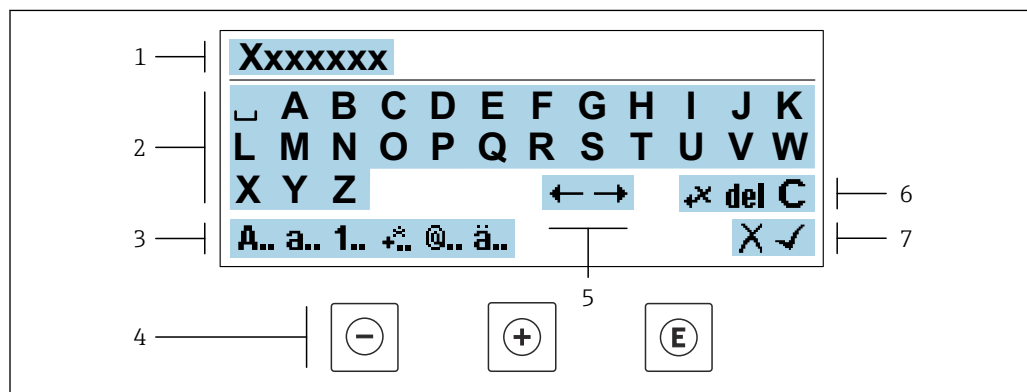 1
Xxxxxxx
2
␣ A B C D E F G H I J K
L M N O P Q R S T U V W
X Y Z ← → del C
6
3
A.. a.. 1.. +*.. @.. ä..
X ✓
7
5
4
− + E